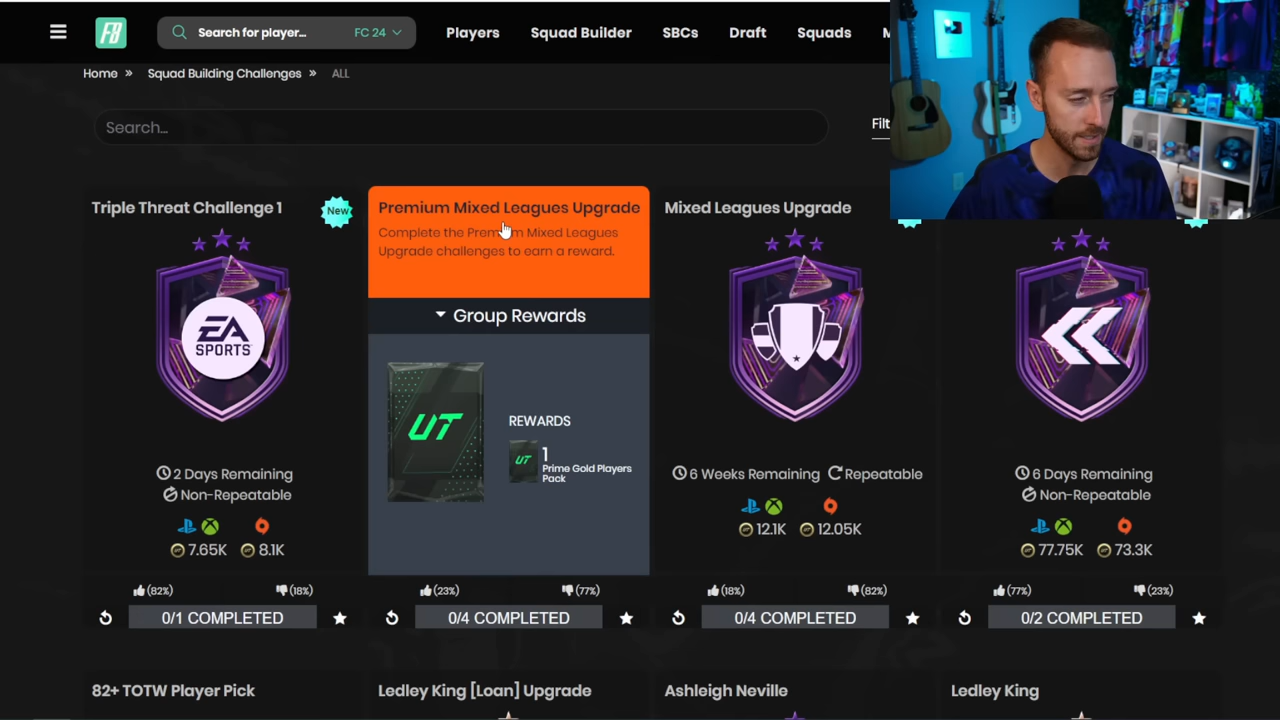 FB
Search for player...
FC 24
Players
Squad Builder
SBCs
Draft
Squads
Home » Squad Building Challenges » ALL
Search...
Triple Threat Challenge 1
New
EA
SPORTS
2 Days Remaining
Non-Repeatable
7.65K
8.1K
(82%)
(18%)
0/1 COMPLETED
Premium Mixed Leagues Upgrade
Complete the Premium Mixed Leagues
Upgrade challenges to earn a reward.
Group Rewards
UT
REWARDS
UT
1
Prime Gold Players
Pack
(23%)
(77%)
0/4 COMPLETED
Mixed Leagues Upgrade
6 Weeks Remaining
Repeatable
12.1K
12.05K
(18%)
(82%)
0/4 COMPLETED
6 Days Remaining
Non-Repeatable
77.75K
73.3K
(77%)
(23%)
0/2 COMPLETED
82+ TOTW Player Pick
Ledley King [Loan] Upgrade
Ashleigh Neville
Ledley King